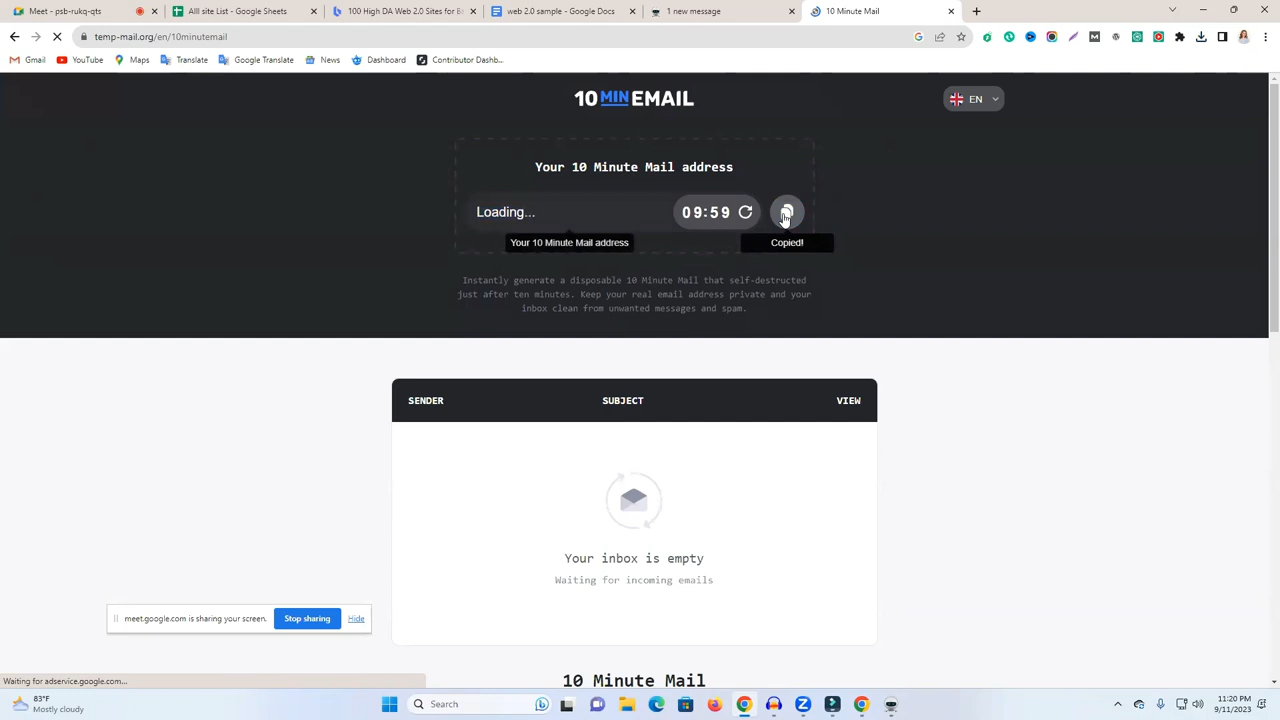 Meet - psb-rukq-qts
Alll site List - Google Sheets
100 High DA Web 2.0 Sites for B
web 2.0 sample - Google Docs
1 new message
10 Minute Mail
temp-mail.org/en/10minutemail
Gmail
YouTube
Maps
Translate
Google Translate
News
Dashboard
Contributor Dashb...
10 MIN EMAIL
EN
Your 10 Minute Mail address
Loading...
09:59
Your 10 Minute Mail address
Copied!
Instantly generate a disposable 10 Minute Mail that self-destructed
just after ten minutes. Keep your real email address private and your
inbox clean from unwanted messages and spam.
SENDER
SUBJECT
VIEW
Your inbox is empty
Waiting for incoming emails
meet.google.com is sharing your screen.
Stop sharing
Hide
10 Minute Mail
Waiting for adservice.google.com...
83°F
Mostly cloudy
Search
11:20 PM
9/11/2023